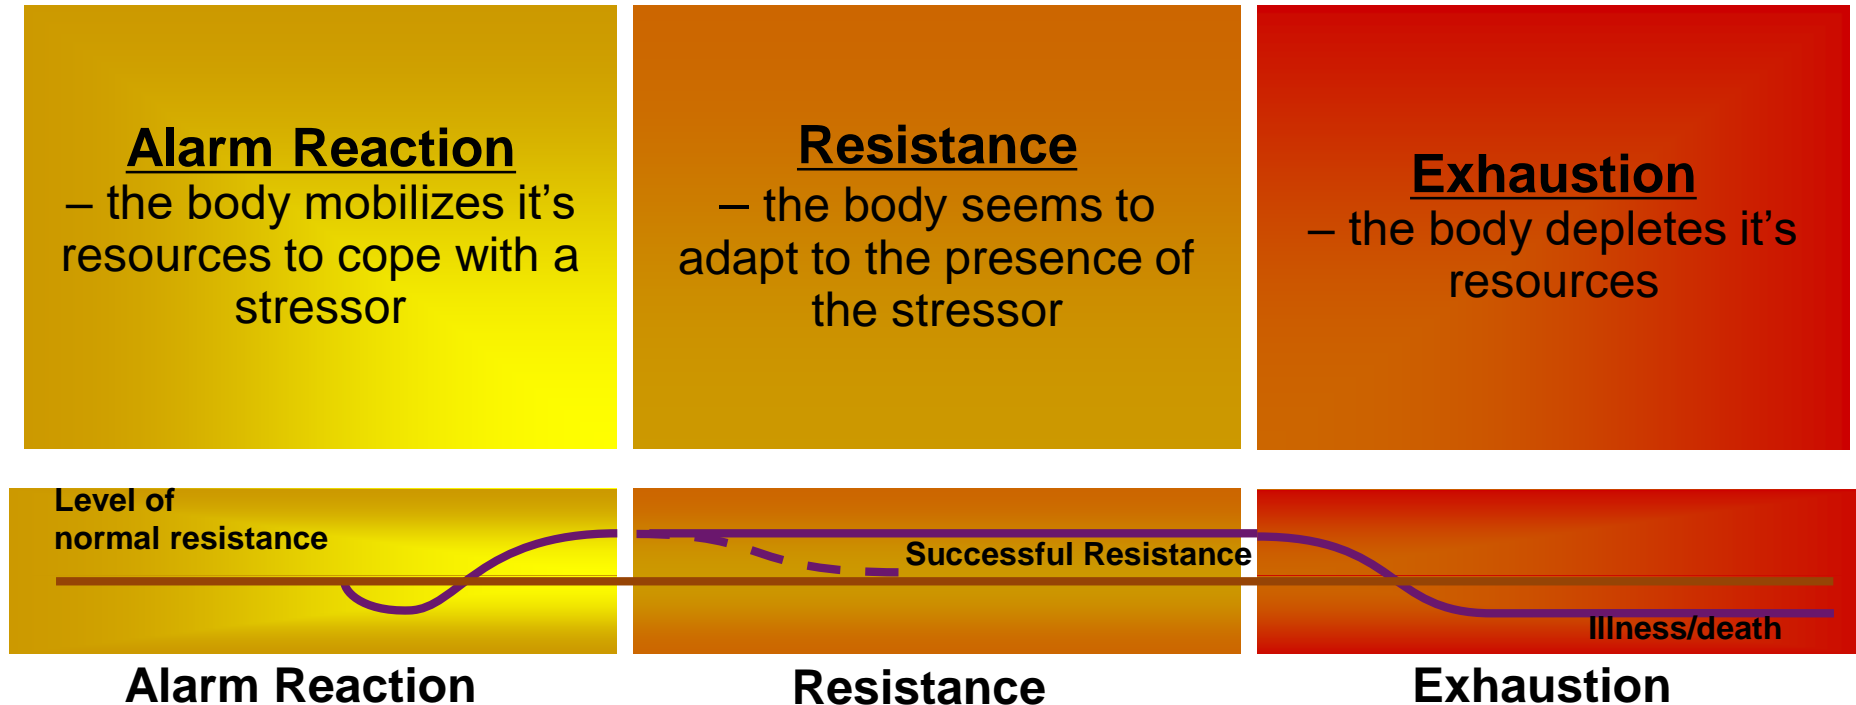 Alarm Reaction
– the body mobilizes it’s
resources to cope with a
stressor
Resistance
– the body seems to
adapt to the presence of
the stressor
Exhaustion
– the body depletes it’s
resources
Level of
normal resistance
Successful Resistance
Illness/death
Alarm Reaction
Resistance
Exhaustion